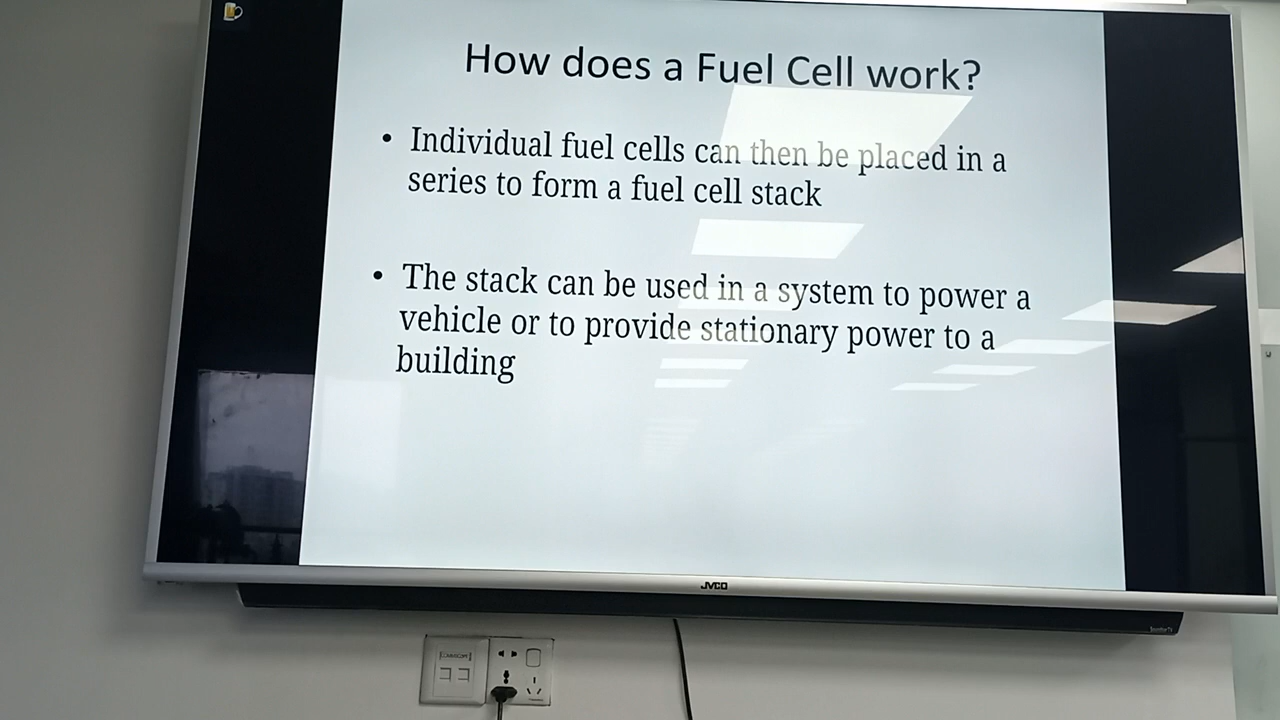 How does a Fuel Cell work?
• Individual fuel cells can then be placed in a
series to form a fuel cell stack
• The stack can be used in a system to power a
vehicle or to provide stationary power to a
building
JVCO